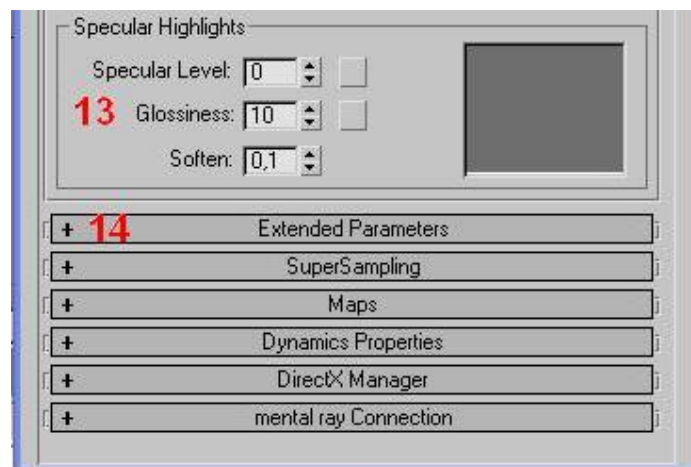 Specular Highlights
Specular Level: 0
13 Glossiness: 10
Soften: 0,1
+ 14 Extended Parameters
+ SuperSampling
+ Maps
+ Dynamics Properties
+ DirectX Manager
+ mental ray Connection